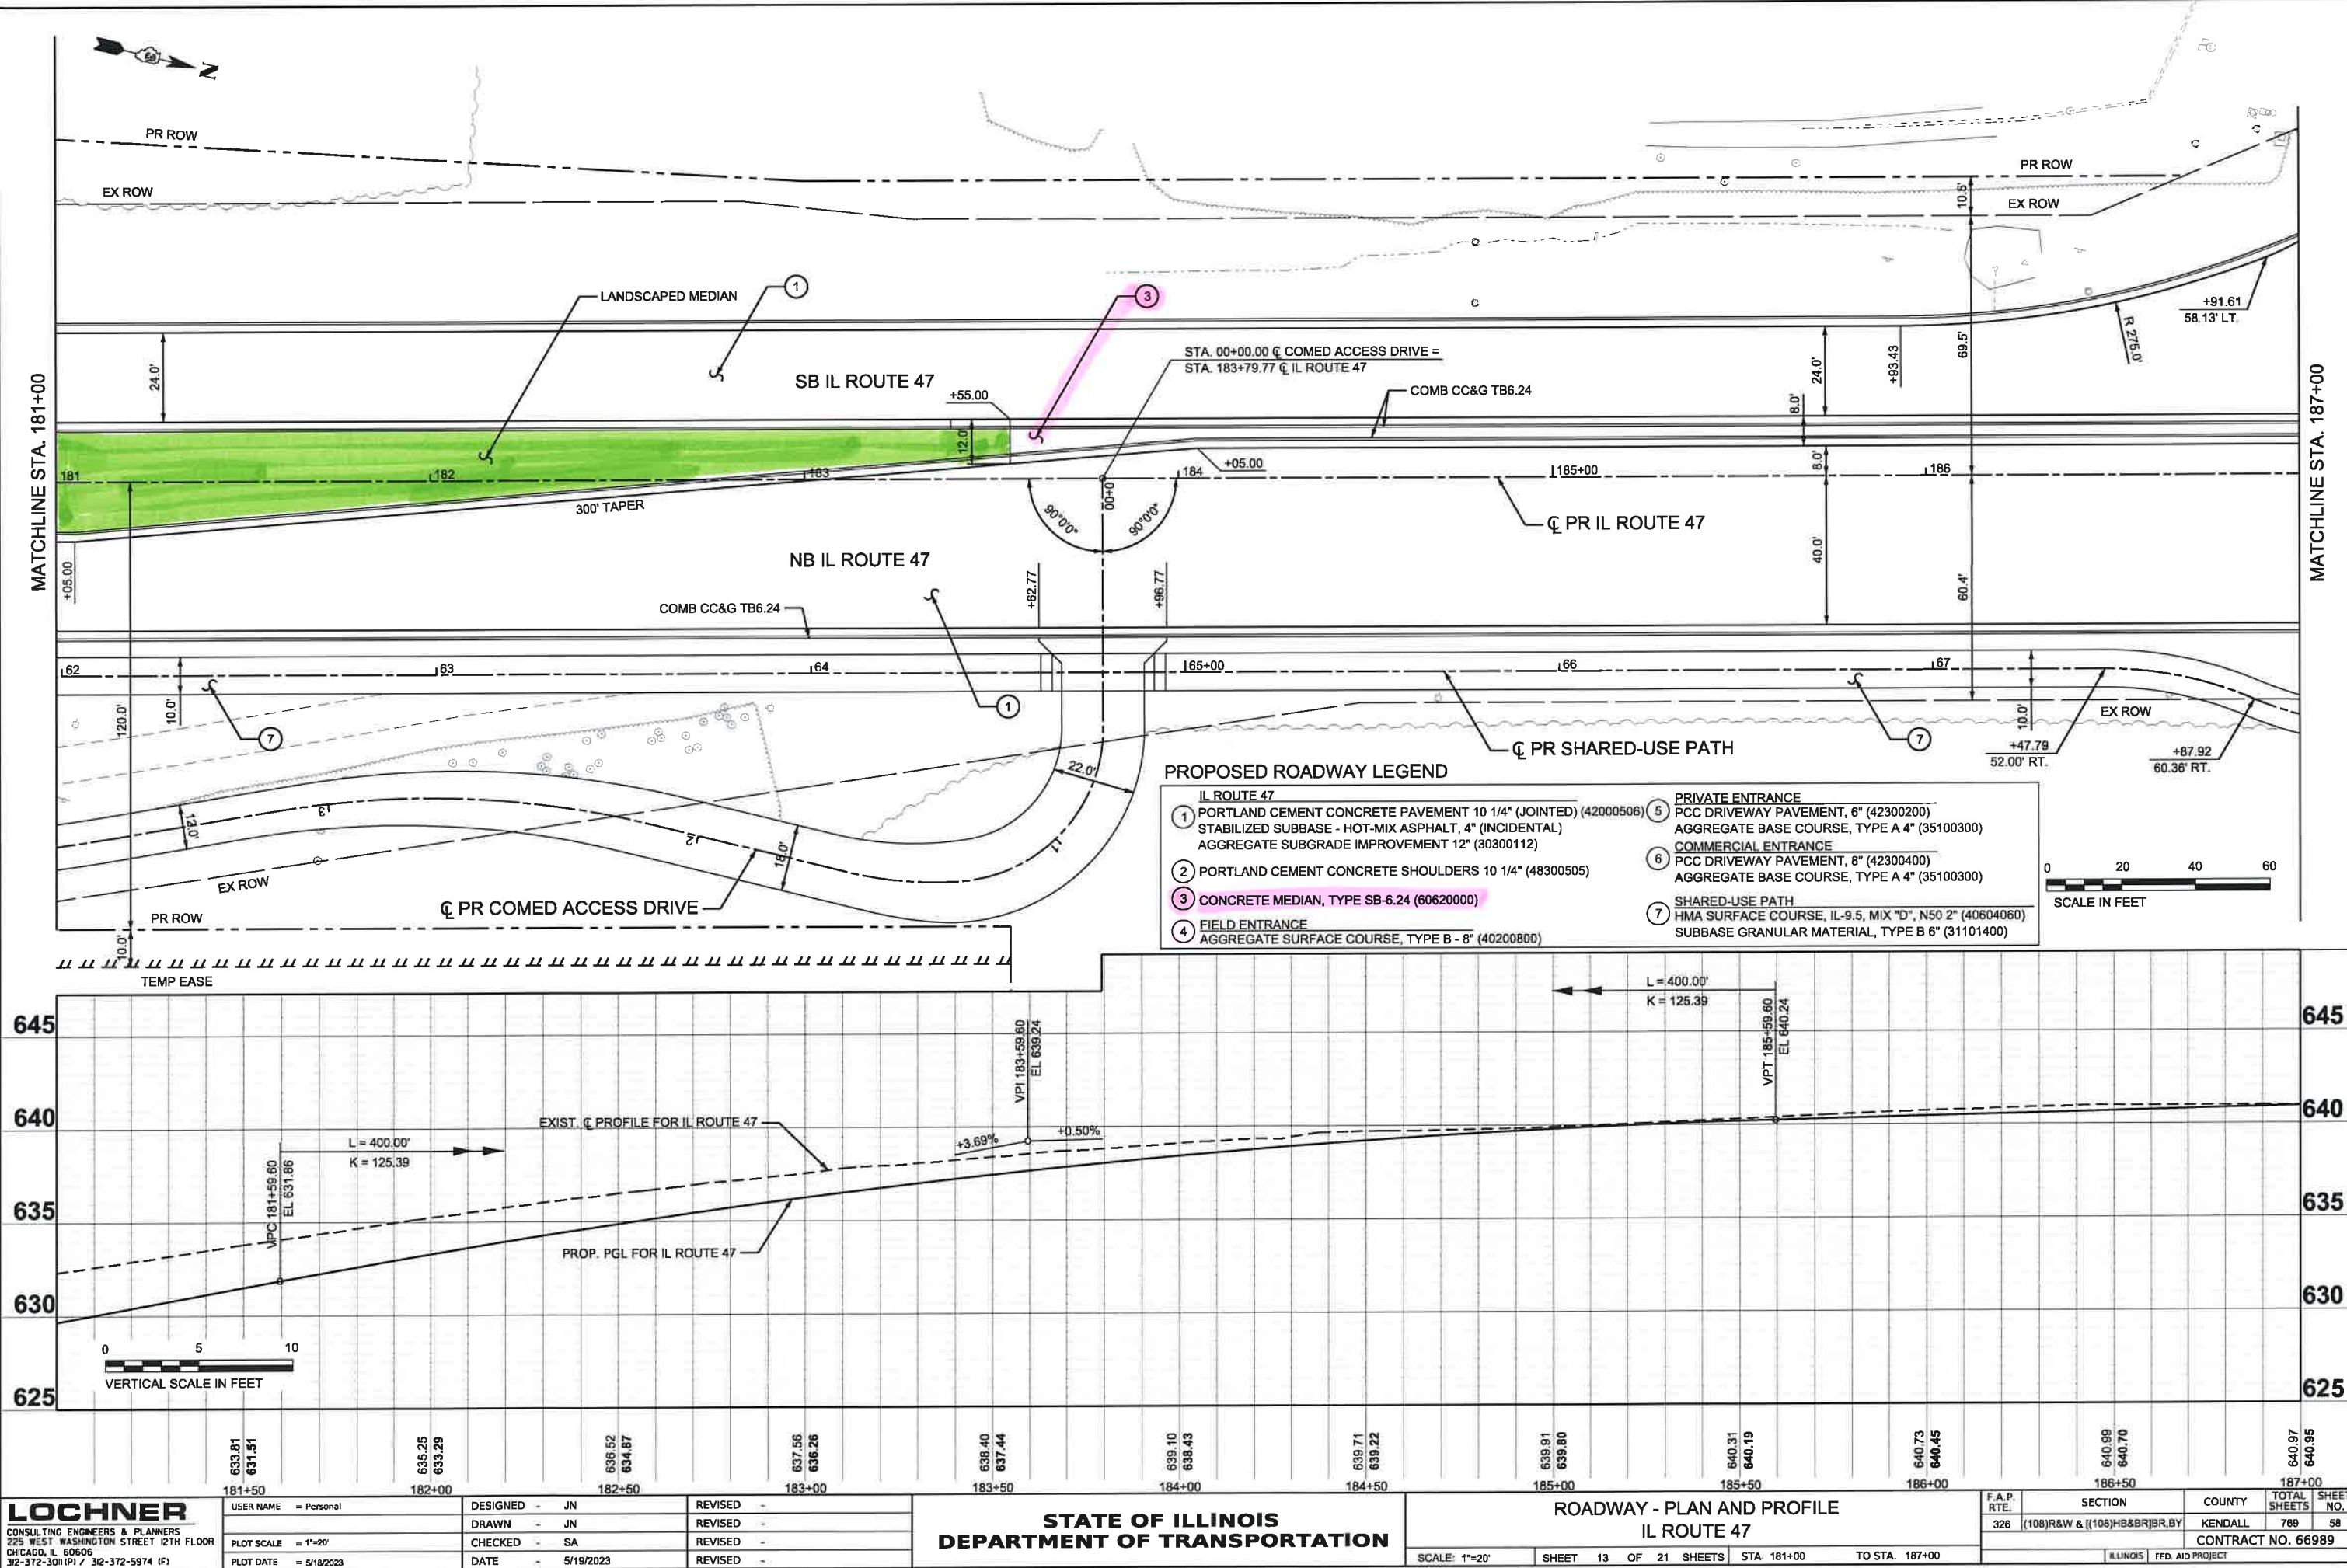 N
PR ROW
EX ROW
PR ROW
EX ROW
10.5'
LANDSCAPED MEDIAN
1
3
24.0'
SB IL ROUTE 47
STA. 00+00.00 ℄ COMED ACCESS DRIVE =
STA. 183+79.77 ℄ IL ROUTE 47
+55.00
12.0'
COMB CC&G TB6.24
24.0'
8.0'
+93.43
69.5'
R 275.0'
+91.61
58.13' LT.
MATCHLINE STA. 181+00
MATCHLINE STA. 187+00
181
182
183
184
+05.00
185+00
186
8.0'
300' TAPER
00+0
90°0'0"
90°0'0"
℄ PR IL ROUTE 47
NB IL ROUTE 47
40.0'
60.4'
+05.00
+62.77
+96.77
COMB CC&G TB6.24
62
63
64
65+00
66
67
120.0'
10.0'
7
1
℄ PR SHARED-USE PATH
7
10.0'
EX ROW
+47.79
52.00' RT.
+87.92
60.36' RT.
22.0'
12.0'
13
12
11
18.0'
EX ROW
PR ROW
℄ PR COMED ACCESS DRIVE
10.0'
TEMP EASE
PROPOSED ROADWAY LEGEND
IL ROUTE 47
1 PORTLAND CEMENT CONCRETE PAVEMENT 10 1/4" (JOINTED) (42000506)
STABILIZED SUBBASE - HOT-MIX ASPHALT, 4" (INCIDENTAL)
AGGREGATE SUBGRADE IMPROVEMENT 12" (30300112)
2 PORTLAND CEMENT CONCRETE SHOULDERS 10 1/4" (48300505)
3 CONCRETE MEDIAN, TYPE SB-6.24 (60620000)
4 FIELD ENTRANCE
AGGREGATE SURFACE COURSE, TYPE B - 8" (40200800)
5 PRIVATE ENTRANCE
PCC DRIVEWAY PAVEMENT, 6" (42300200)
AGGREGATE BASE COURSE, TYPE A 4" (35100300)
6 COMMERCIAL ENTRANCE
PCC DRIVEWAY PAVEMENT, 8" (42300400)
AGGREGATE BASE COURSE, TYPE A 4" (35100300)
7 SHARED-USE PATH
HMA SURFACE COURSE, IL-9.5, MIX "D", N50 2" (40604060)
SUBBASE GRANULAR MATERIAL, TYPE B 6" (31101400)
0 20 40 60
SCALE IN FEET
645
640
635
630
625
645
640
635
630
625
VPC 181+59.60
EL 631.86
L = 400.00'
K = 125.39
EXIST. ℄ PROFILE FOR IL ROUTE 47
PROP. PGL FOR IL ROUTE 47
VPI 183+59.60
EL 639.24
+3.69%
+0.50%
L = 400.00'
K = 125.39
VPT 185+59.60
EL 640.24
0 5 10
VERTICAL SCALE IN FEET
633.81
631.51
635.25
633.29
636.52
634.87
637.56
636.26
638.40
637.44
639.10
638.43
639.71
639.22
639.91
639.80
640.31
640.19
640.73
640.45
640.99
640.70
640.97
640.95
181+50 182+00 182+50 183+00 183+50 184+00 184+50 185+00 185+50 186+00 186+50 187+00
LOCHNER
CONSULTING ENGINEERS & PLANNERS
225 WEST WASHINGTON STREET 12TH FLOOR
CHICAGO, IL 60606
312-372-3011 (P) / 312-372-5974 (F)
USER NAME = Personal
PLOT SCALE = 1"=20'
PLOT DATE = 5/18/2023
DESIGNED - JN
DRAWN - JN
CHECKED - SA
DATE - 5/19/2023
REVISED -
REVISED -
REVISED -
REVISED -
STATE OF ILLINOIS
DEPARTMENT OF TRANSPORTATION
ROADWAY - PLAN AND PROFILE
IL ROUTE 47
SCALE: 1"=20' SHEET 13 OF 21 SHEETS STA. 181+00 TO STA. 187+00
F.A.P. RTE. SECTION COUNTY TOTAL SHEETS SHEET NO.
326 (108)R&W & [(108)HB&BR]BR,BY KENDALL 769 58
CONTRACT NO. 66989
ILLINOIS FED. AID PROJECT